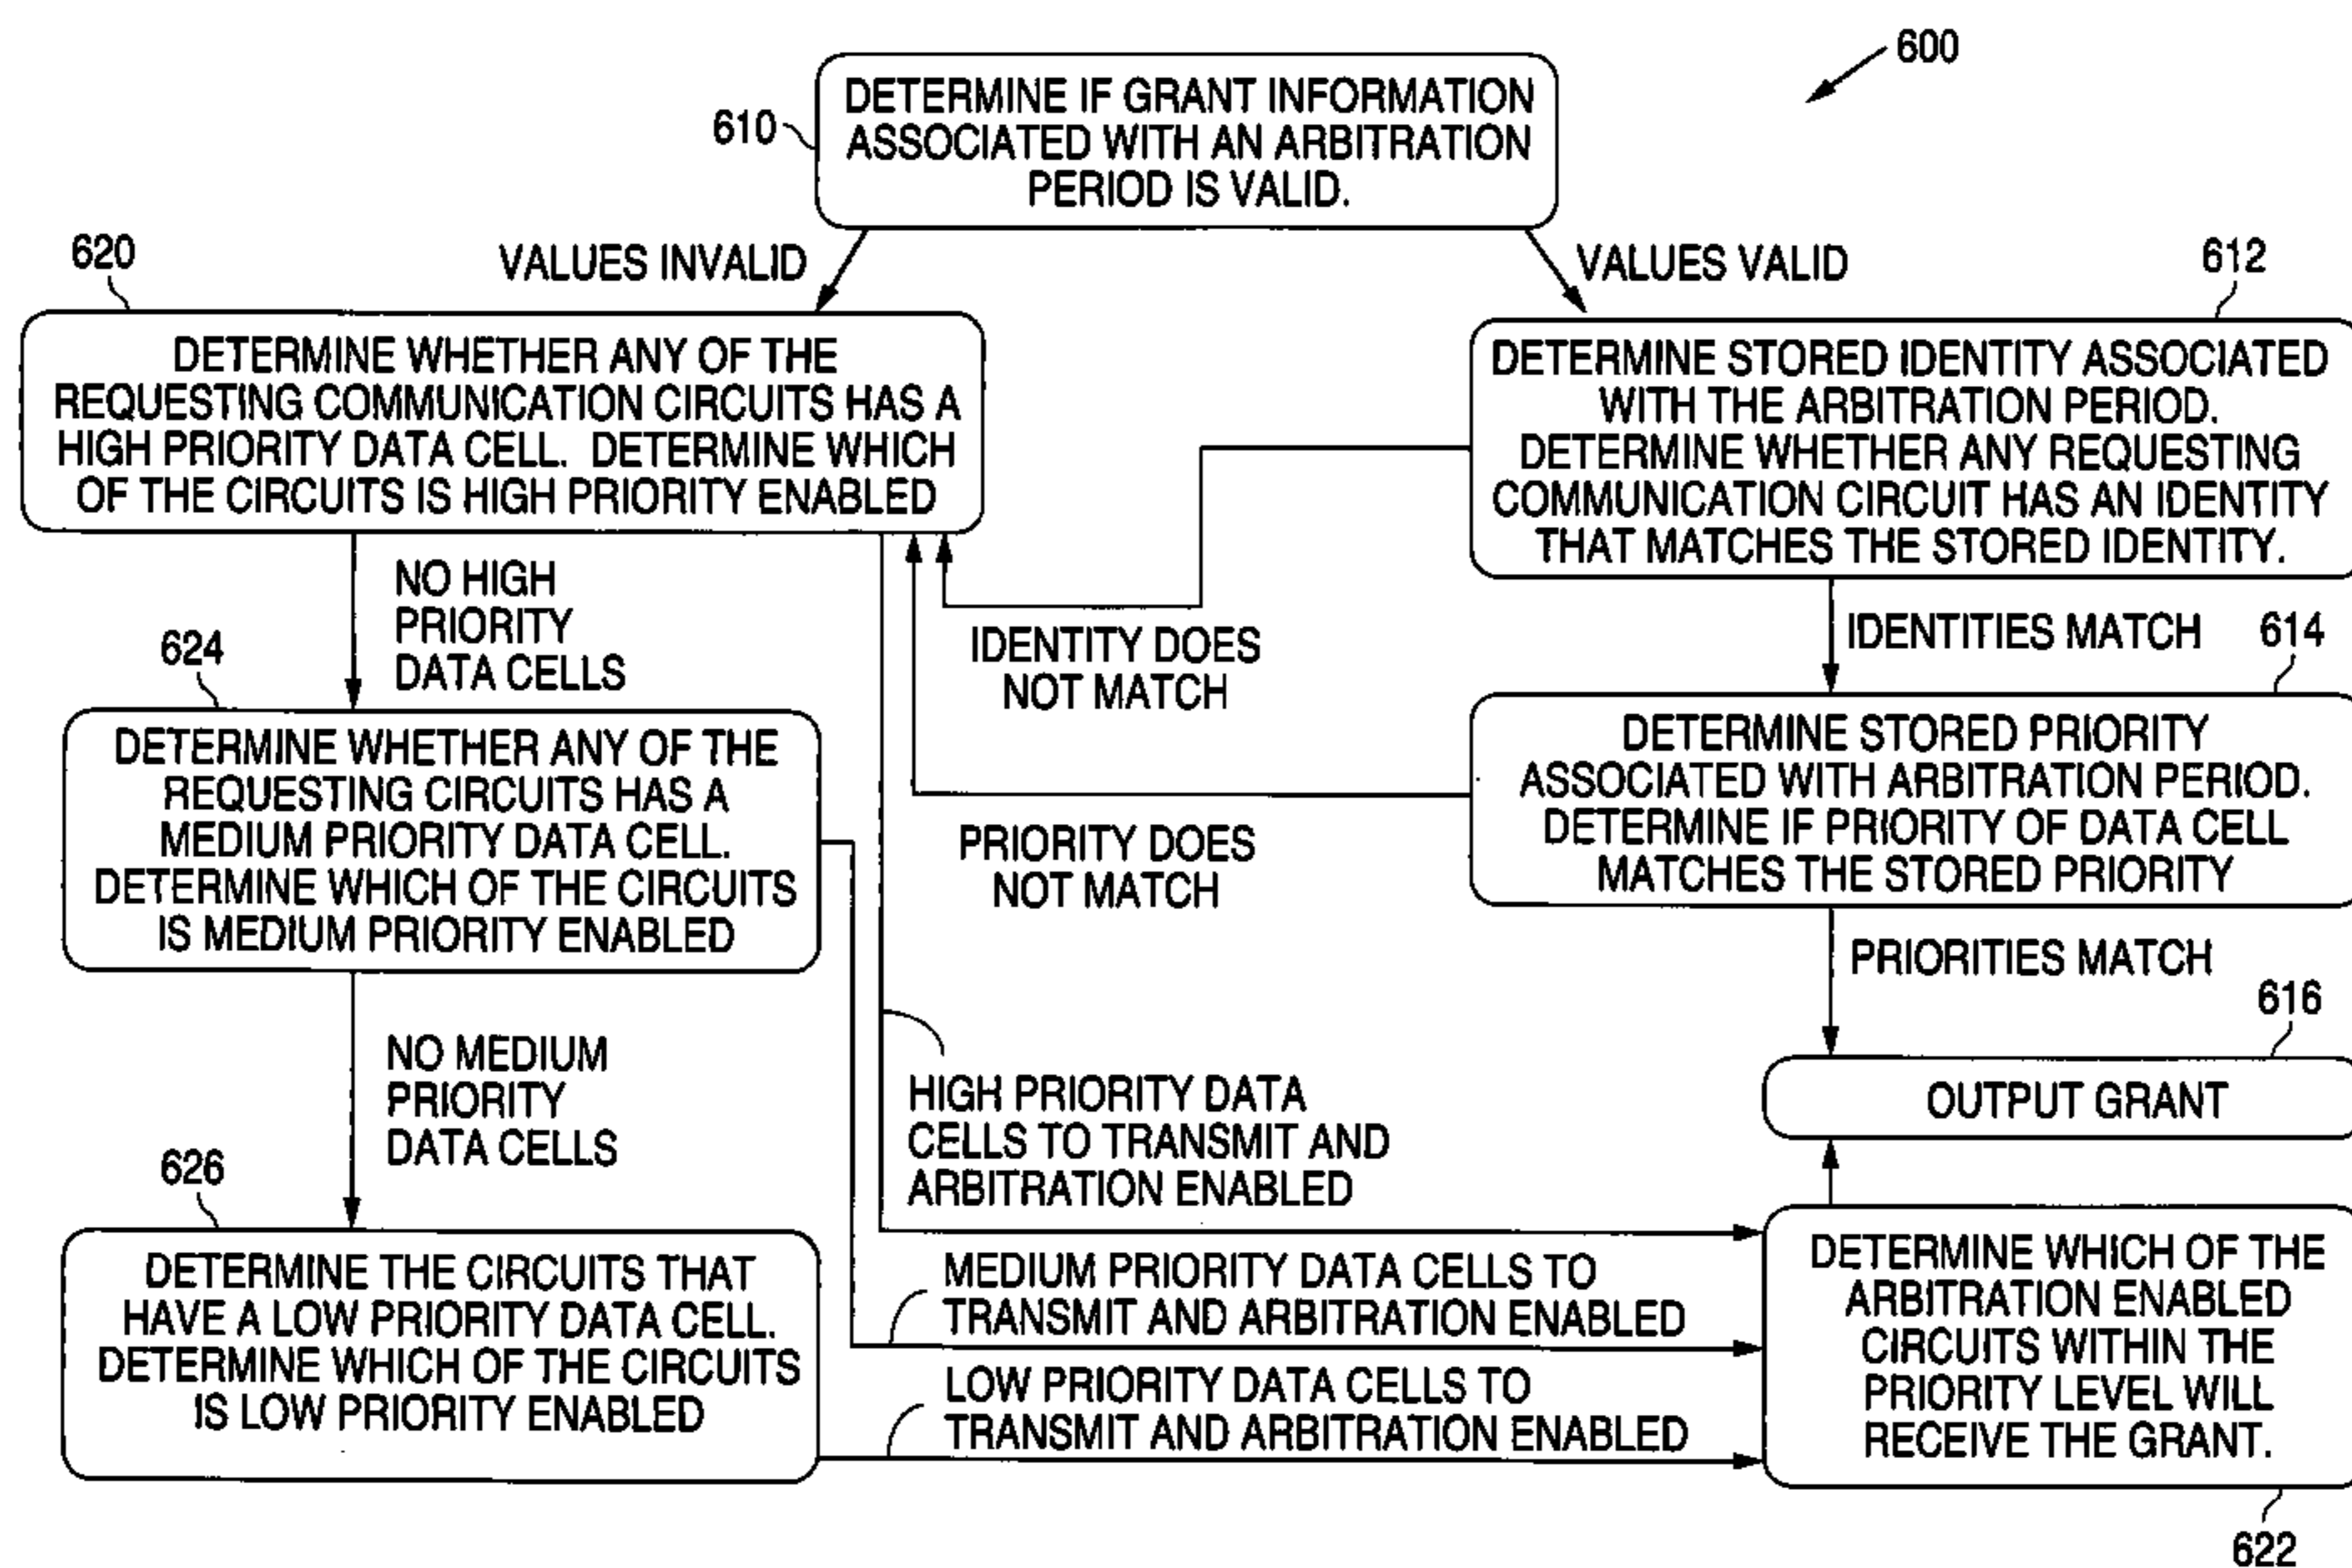 600
610
DETERMINE IF GRANT INFORMATION
ASSOCIATED WITH AN ARBITRATION
PERIOD IS VALID.
VALUES INVALID
VALUES VALID
620
DETERMINE WHETHER ANY OF THE
REQUESTING COMMUNICATION CIRCUITS HAS A
HIGH PRIORITY DATA CELL. DETERMINE WHICH
OF THE CIRCUITS IS HIGH PRIORITY ENABLED
612
DETERMINE STORED IDENTITY ASSOCIATED
WITH THE ARBITRATION PERIOD.
DETERMINE WHETHER ANY REQUESTING
COMMUNICATION CIRCUIT HAS AN IDENTITY
THAT MATCHES THE STORED IDENTITY.
NO HIGH
PRIORITY
DATA CELLS
IDENTITY DOES
NOT MATCH
IDENTITIES MATCH
624
DETERMINE WHETHER ANY OF THE
REQUESTING CIRCUITS HAS A
MEDIUM PRIORITY DATA CELL.
DETERMINE WHICH OF THE CIRCUITS
IS MEDIUM PRIORITY ENABLED
614
DETERMINE STORED PRIORITY
ASSOCIATED WITH ARBITRATION PERIOD.
DETERMINE IF PRIORITY OF DATA CELL
MATCHES THE STORED PRIORITY
PRIORITY DOES
NOT MATCH
PRIORITIES MATCH
616
OUTPUT GRANT
NO MEDIUM
PRIORITY
DATA CELLS
HIGH PRIORITY DATA
CELLS TO TRANSMIT AND
ARBITRATION ENABLED
626
DETERMINE THE CIRCUITS THAT
HAVE A LOW PRIORITY DATA CELL.
DETERMINE WHICH OF THE CIRCUITS
IS LOW PRIORITY ENABLED
MEDIUM PRIORITY DATA CELLS TO
TRANSMIT AND ARBITRATION ENABLED
LOW PRIORITY DATA CELLS TO
TRANSMIT AND ARBITRATION ENABLED
DETERMINE WHICH OF THE
ARBITRATION ENABLED
CIRCUITS WITHIN THE
PRIORITY LEVEL WILL
RECEIVE THE GRANT.
622